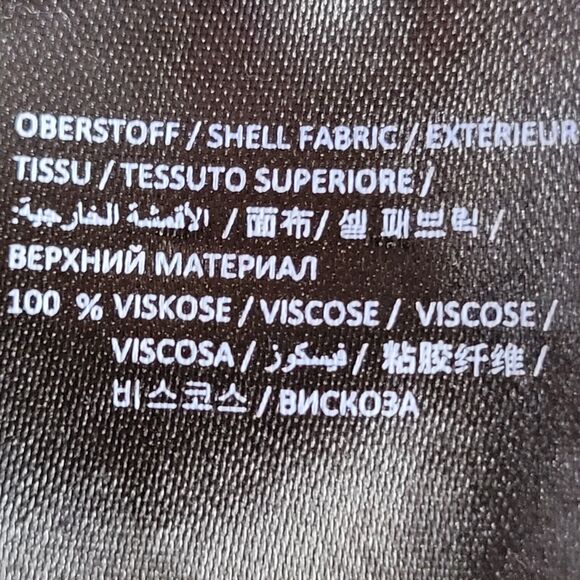 OBERSTOFF / SHELL FABRIC / EXTÉRIEUR
TISSU / TESSUTO SUPERIORE /
الأقمشة الخارجية: / 面布 / 쉘 패브릭 /
ВЕРХНИЙ МАТЕРИАЛ
100 % VISKOSE / VISCOSE / VISCOSE /
VISCOSA / فيسكوز / 粘胶纤维 /
비스코스 / ВИСКОЗА